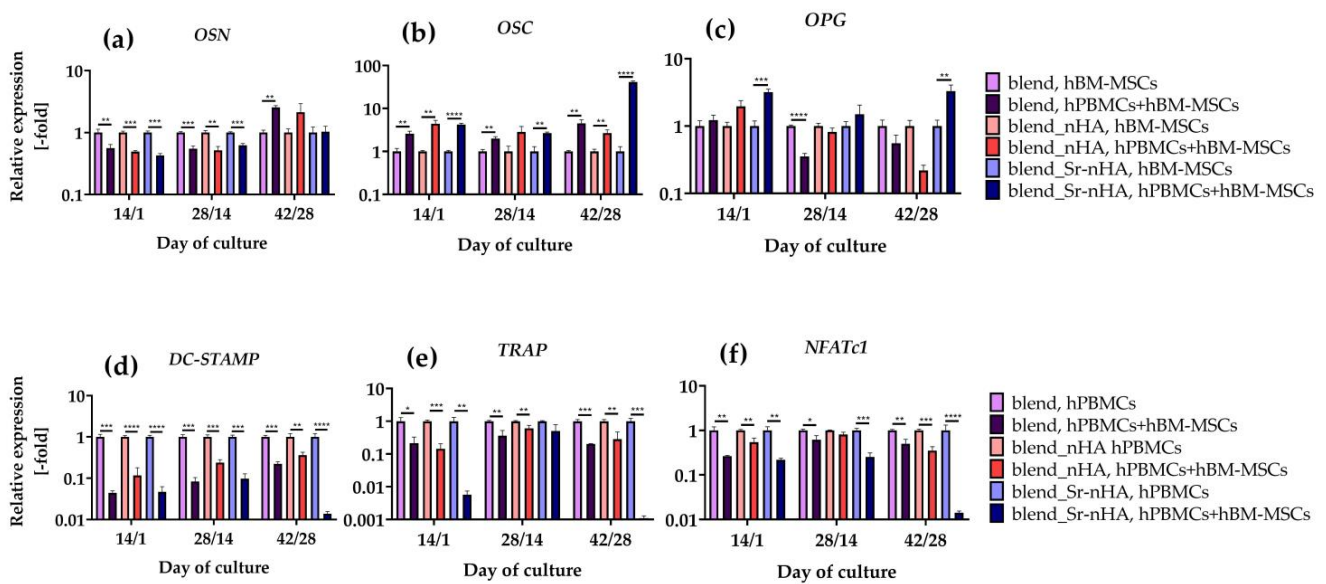 (a)
OSN
Relative expression
[-fold]
10
1
0.1
** *** *** *** ** *** **
14/1 28/14 42/28
Day of culture
(b)
OSC
100
10
1
0.1
** ** **** ** ** ** ** ****
14/1 28/14 42/28
Day of culture
(c)
OPG
10
1
0.1
*** **** **
14/1 28/14 42/28
Day of culture
blend, hBM-MSCs
blend, hPBMCs+hBM-MSCs
blend_nHA, hBM-MSCs
blend_nHA, hPBMCs+hBM-MSCs
blend_Sr-nHA, hBM-MSCs
blend_Sr-nHA, hPBMCs+hBM-MSCs
(d)
DC-STAMP
Relative expression
[-fold]
10
1
0.1
0.01
*** **** **** *** *** *** *** ** ****
14/1 28/14 42/28
Day of culture
(e)
TRAP
10
1
0.1
0.01
0.001
* *** ** ** ** *** ** ***
14/1 28/14 42/28
Day of culture
(f)
NFATc1
10
1
0.1
0.01
** ** ** * *** ** *** ****
14/1 28/14 42/28
Day of culture
blend, hPBMCs
blend, hPBMCs+hBM-MSCs
blend_nHA hPBMCs
blend_nHA, hPBMCs+hBM-MSCs
blend_Sr-nHA, hPBMCs
blend_Sr-nHA, hPBMCs+hBM-MSCs